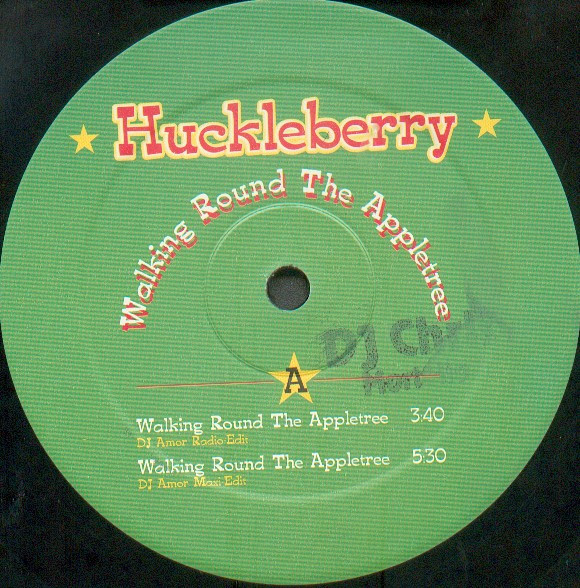 Huckleberry
Walking Round The Appletree
DJ
A
Walking Round The Appletree 3:40
DJ Amor Radio-Edit
Walking Round The Appletree 5:30
DJ Amor Maxi-Edit